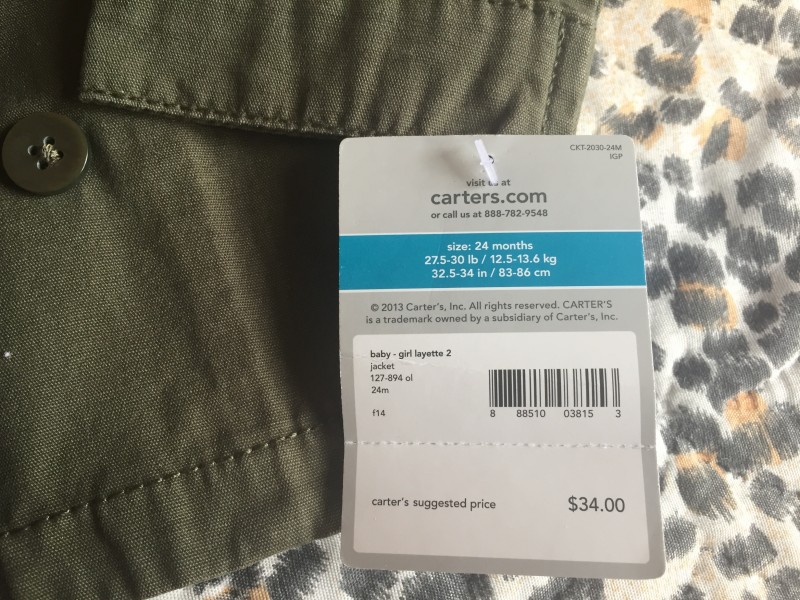 CKT-2030-24M
IGP
visit us at
carters.com
or call us at 888-782-9548
size: 24 months
27.5-30 lb / 12.5-13.6 kg
32.5-34 in / 83-86 cm
© 2013 Carter's, Inc. All rights reserved. CARTER'S
is a trademark owned by a subsidiary of Carter's, Inc.
baby - girl layette 2
jacket
127-894 ol
24m
f14
8 88510 03815 3
carter's suggested price $34.00